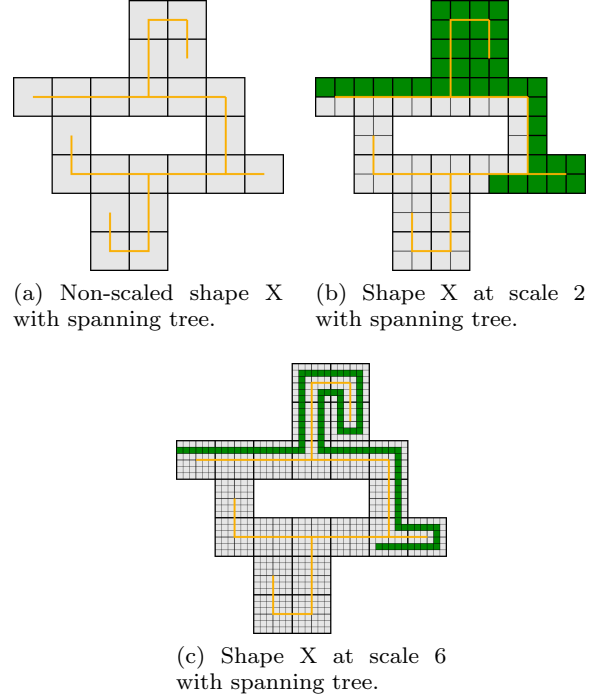 (a) Non-scaled shape X
with spanning tree.
(b) Shape X at scale 2
with spanning tree.
(c) Shape X at scale 6
with spanning tree.